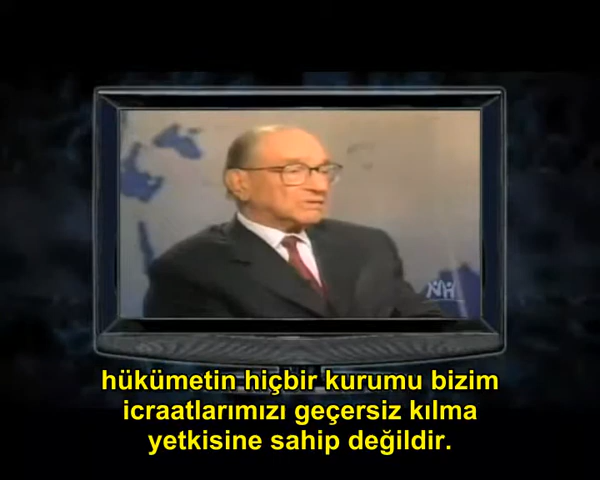 hükümetin hiçbir kurumu bizim
icraatlarımızı geçersiz kılma
yetkisine sahip değildir.